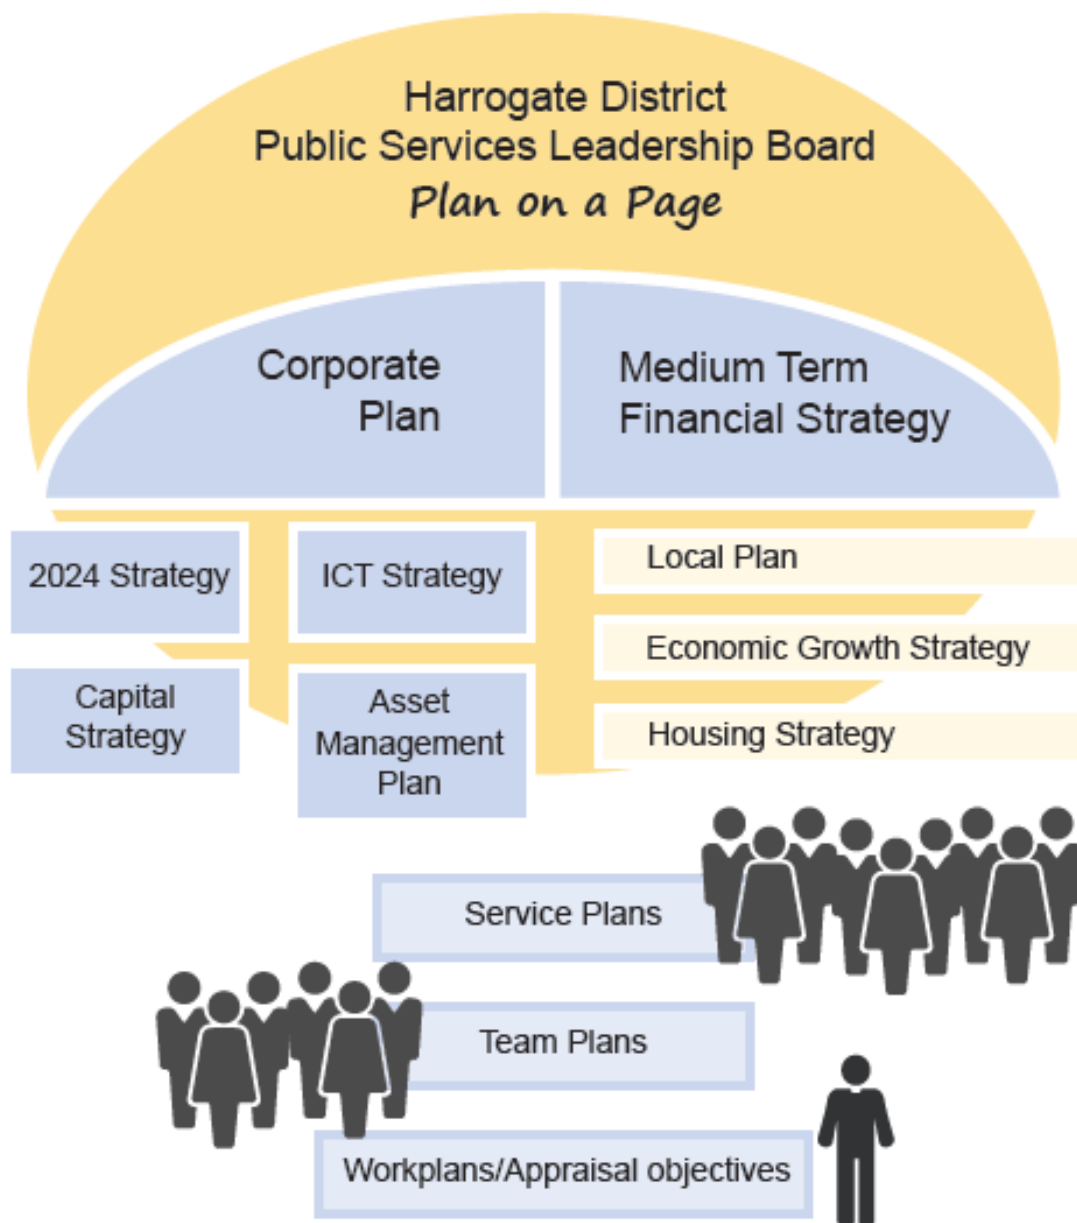 Harrogate District
Public Services Leadership Board
Plan on a Page
Corporate
Plan
Medium Term
Financial Strategy
2024 Strategy
ICT Strategy
Local Plan
Economic Growth Strategy
Capital
Strategy
Asset
Management
Plan
Housing Strategy
Service Plans
Team Plans
Workplans/Appraisal objectives